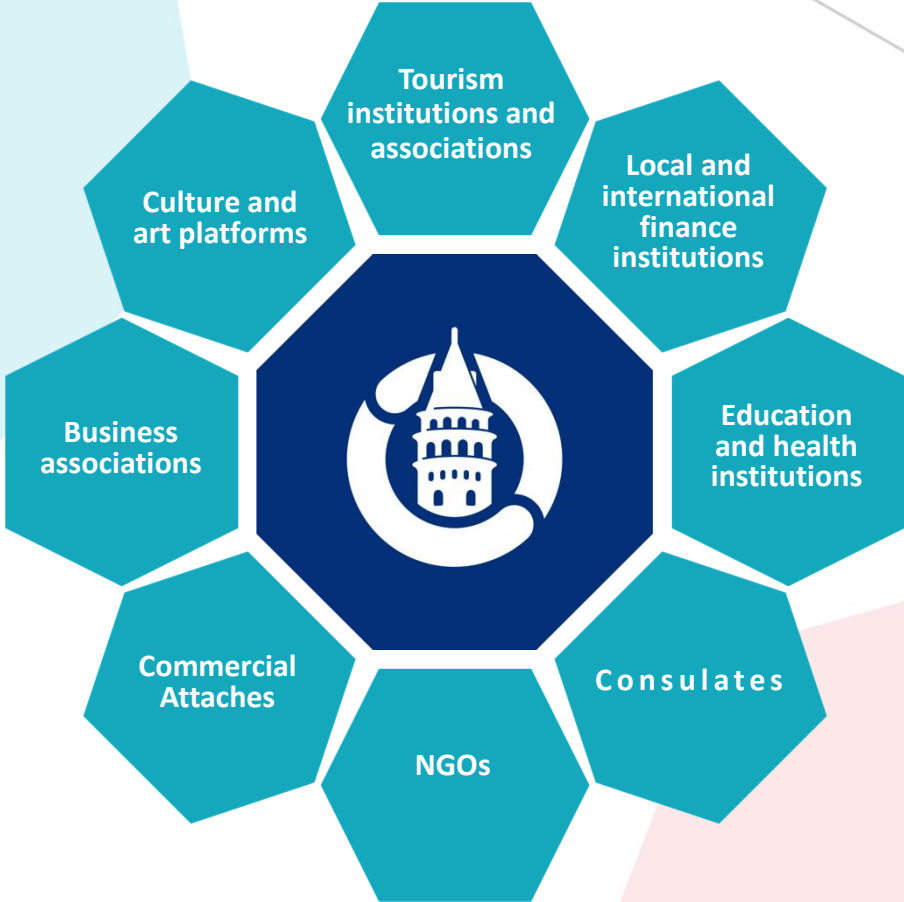 Tourism
institutions and
associations
Local and
international
finance
institutions
Education
and health
institutions
Consulates
NGOs
Commercial
Attaches
Business
associations
Culture and
art platforms